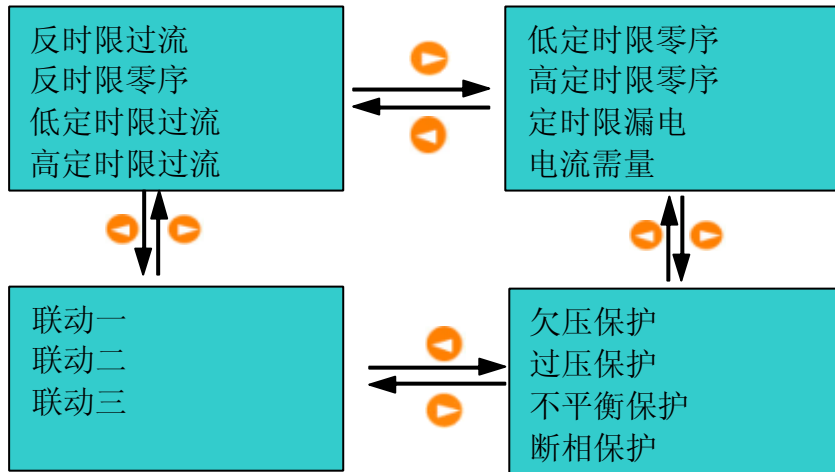 反时限过流
反时限零序
低定时限过流
高定时限过流
低定时限零序
高定时限零序
定时限漏电
电流需量
联动一
联动二
联动三
欠压保护
过压保护
不平衡保护
断相保护